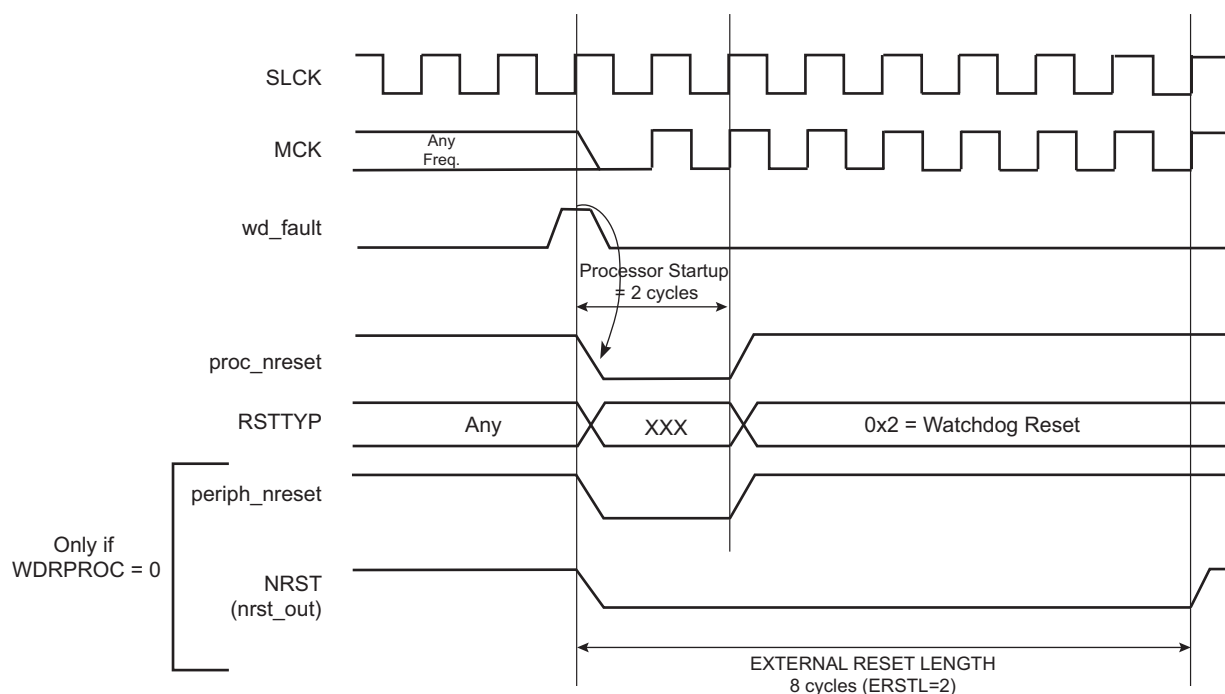 SLCK
MCK
Any
Freq.
wd_fault
Processor Startup
= 2 cycles
proc_nreset
RSTTYP
Any
XXX
0x2 = Watchdog Reset
periph_nreset
Only if
WDRPROC = 0
NRST
(nrst_out)
EXTERNAL RESET LENGTH
8 cycles (ERSTL=2)